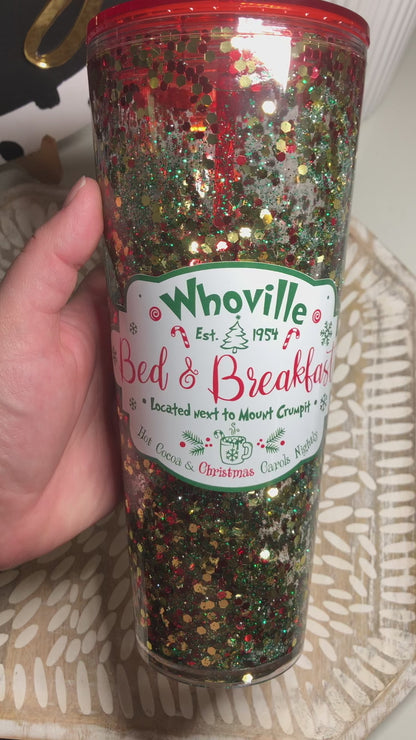 Whoville
Est. 1954
Bed & Breakfast
• Located next to Mount Crumpit •
Hot Cocoa & Christmas Carols Nightly